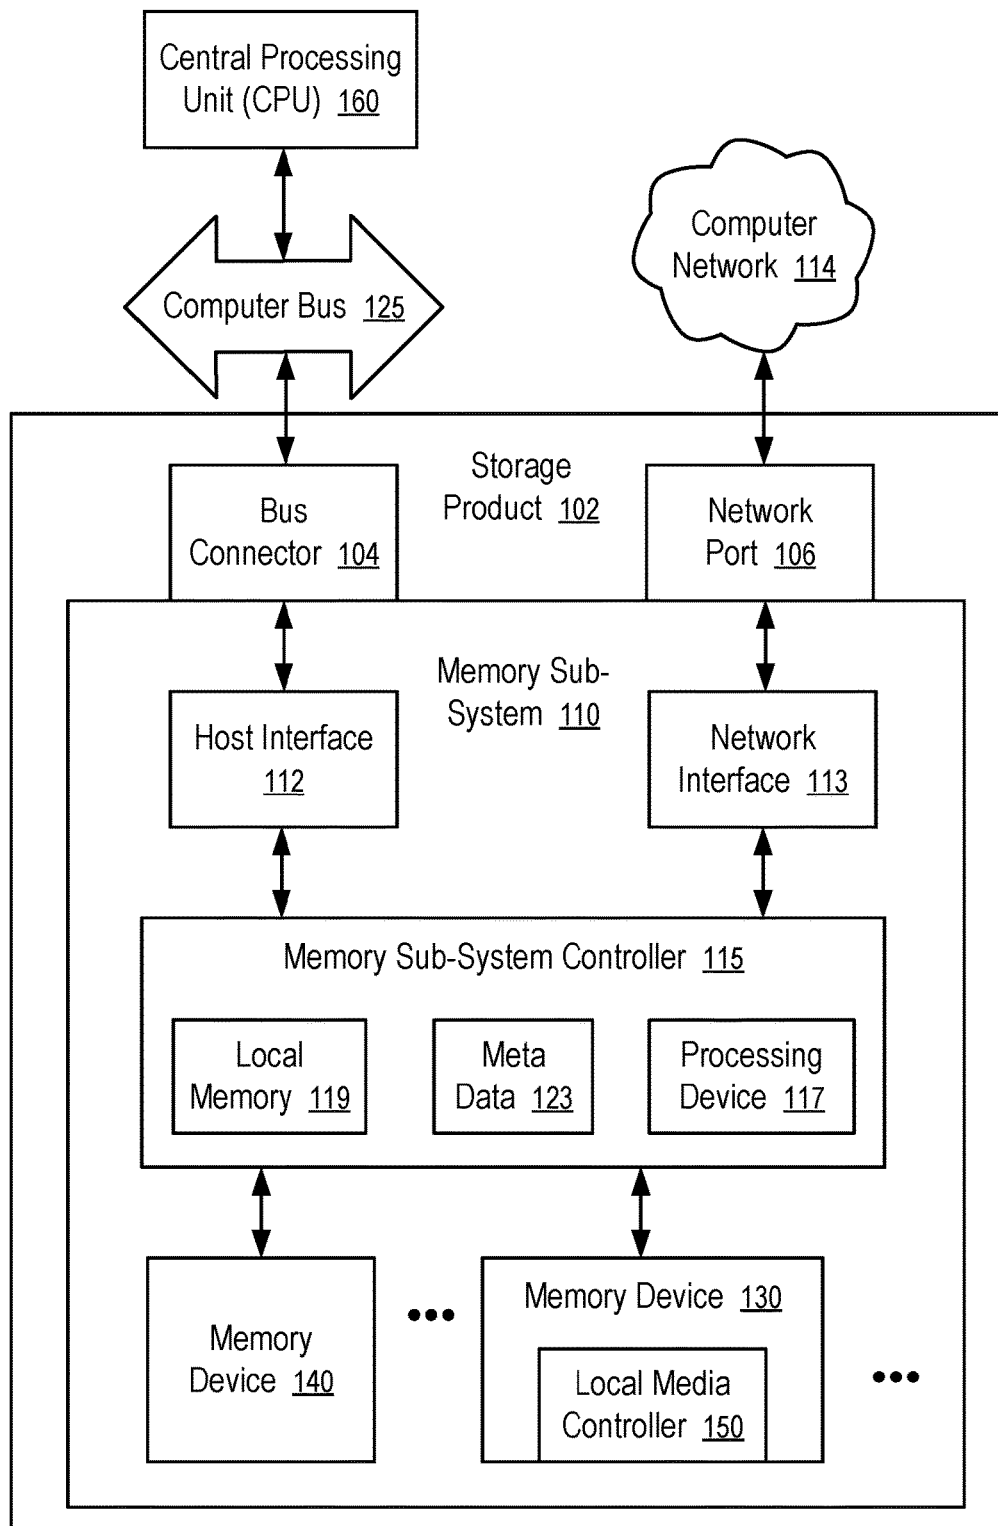 Central Processing
Unit (CPU) 160
Computer
Network 114
Computer Bus 125
Storage
Product 102
Bus
Connector 104
Network
Port 106
Memory Sub-
System 110
Host Interface
112
Network
Interface 113
Memory Sub-System Controller 115
Local
Memory 119
Meta
Data 123
Processing
Device 117
Memory
Device 140
Memory Device 130
Local Media
Controller 150